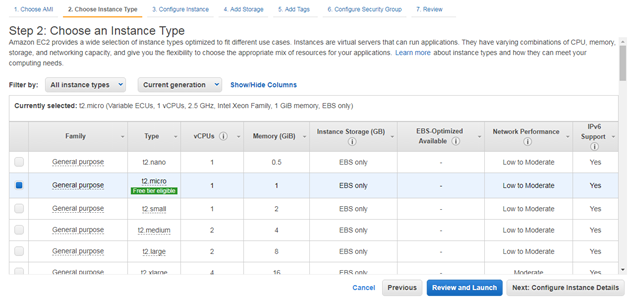 1. Choose AMI 2. Choose Instance Type 3. Configure Instance 4. Add Storage 5. Add Tags 6. Configure Security Group 7. Review
Step 2: Choose an Instance Type
Amazon EC2 provides a wide selection of instance types optimized to fit different use cases. Instances are virtual servers that can run applications. They have varying combinations of CPU, memory,
storage, and networking capacity, and give you the flexibility to choose the appropriate mix of resources for your applications. Learn more about instance types and how they can meet your
computing needs.
Filter by: All instance types Current generation Show/Hide Columns
Currently selected: t2.micro (Variable ECUs, 1 vCPUs, 2.5 GHz, Intel Xeon Family, 1 GiB memory, EBS only)
Family Type vCPUs Memory (GiB) Instance Storage (GB) EBS-Optimized Available Network Performance IPv6 Support
General purpose t2.nano 1 0.5 EBS only - Low to Moderate Yes
General purpose t2.micro 1 1 EBS only - Low to Moderate Yes
Free tier eligible
General purpose t2.small 1 2 EBS only - Low to Moderate Yes
General purpose t2.medium 2 4 EBS only - Low to Moderate Yes
General purpose t2.large 2 8 EBS only - Low to Moderate Yes
General purpose t2.xlarge 4 16 EBS only - Moderate Yes
Cancel Previous Review and Launch Next: Configure Instance Details